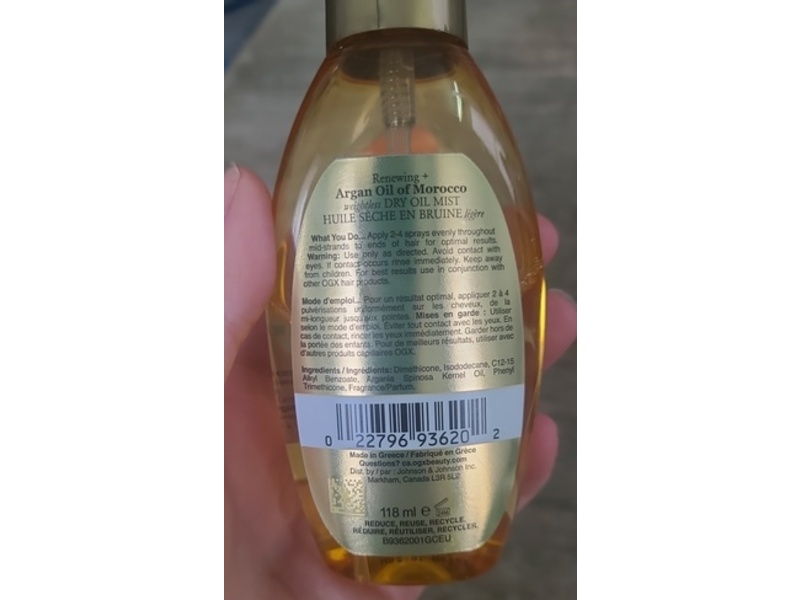 Renewing +
Argan Oil of Morocco
weightless DRY OIL MIST
HUILE SÈCHE EN BRUINE légère
What You Do... Apply 2-4 sprays evenly throughout
mid-strands to ends of hair for optimal results.
Warning: Use only as directed. Avoid contact with
eyes. If contact occurs rinse immediately. Keep away
from children. For best results use in conjunction with
other OGX hair products.
Mode d'emploi... Pour un résultat optimal, appliquer 2 à 4
pulvérisations uniformément sur les cheveux, de la
mi-longueur jusqu'aux pointes. Mises en garde : Utiliser
selon le mode d'emploi. Éviter tout contact avec les yeux. En
cas de contact, rincer les yeux immédiatement. Garder hors de
la portée des enfants. Pour de meilleurs résultats, utiliser avec
d'autres produits capillaires OGX.
Ingredients / Ingrédients: Dimethicone, Isododecane, C12-15
Alkyl Benzoate, Argania Spinosa Kernel Oil, Phenyl
Trimethicone, Fragrance/Parfum.
0 22796 93620 2
Made in Greece / Fabriqué en Grèce
Questions? ca.ogxbeauty.com
Dist. by / par : Johnson & Johnson Inc.
Markham, Canada L3R 5L2
118 ml e
REDUCE, REUSE, RECYCLE.
RÉDUIRE, RÉUTILISER, RECYCLER.
B9362001GCEU